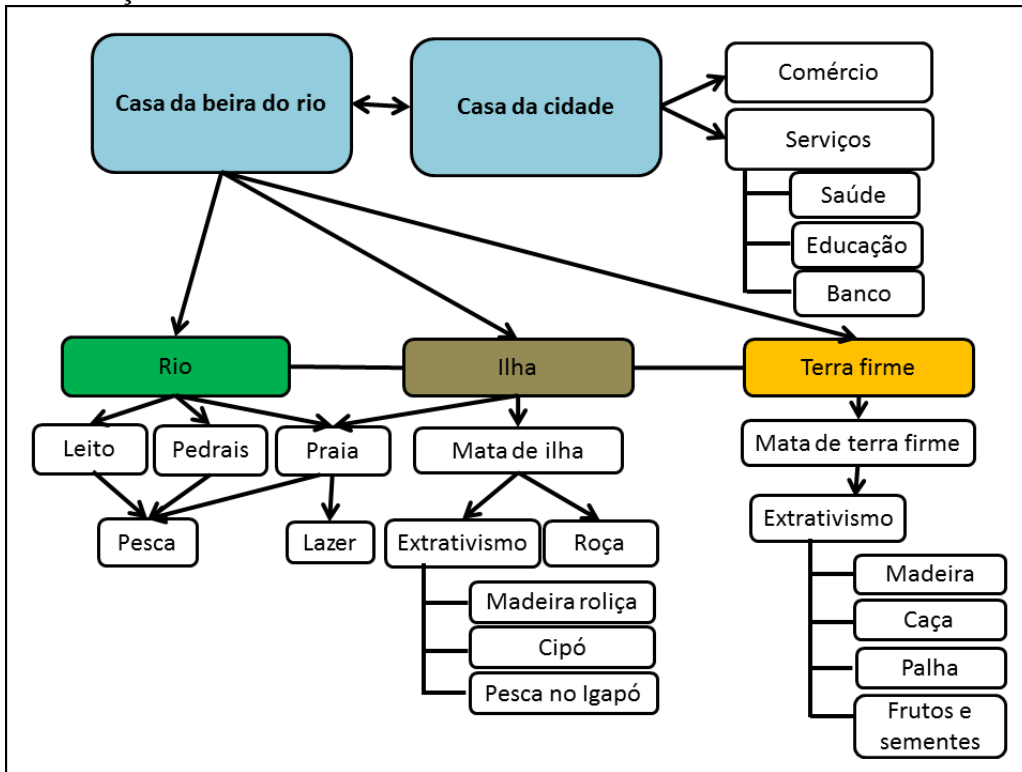 Casa da beira do rio
Casa da cidade
Comércio
Serviços
Saúde
Educação
Banco
Rio
Ilha
Terra firme
Leito
Pedrais
Praia
Mata de ilha
Mata de terra firme
Pesca
Lazer
Extrativismo
Roça
Extrativismo
Madeira roliça
Cipó
Pesca no Igapó
Madeira
Caça
Palha
Frutos e
sementes